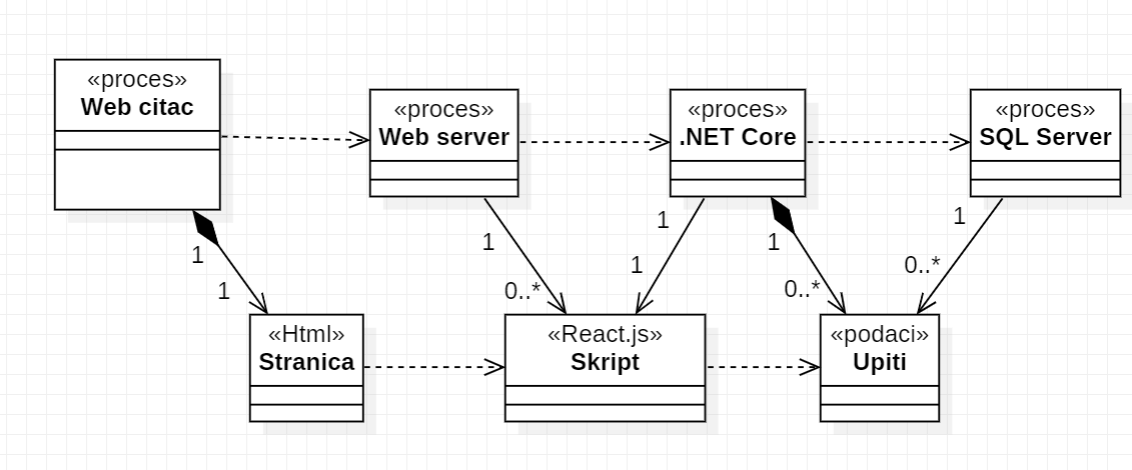 «proces»
Web citac
«proces»
Web server
«proces»
.NET Core
«proces»
SQL Server
1
1
1
0..*
1
1
1
0..*
1
0..*
«Html»
Stranica
«React.js»
Skript
«podaci»
Upiti